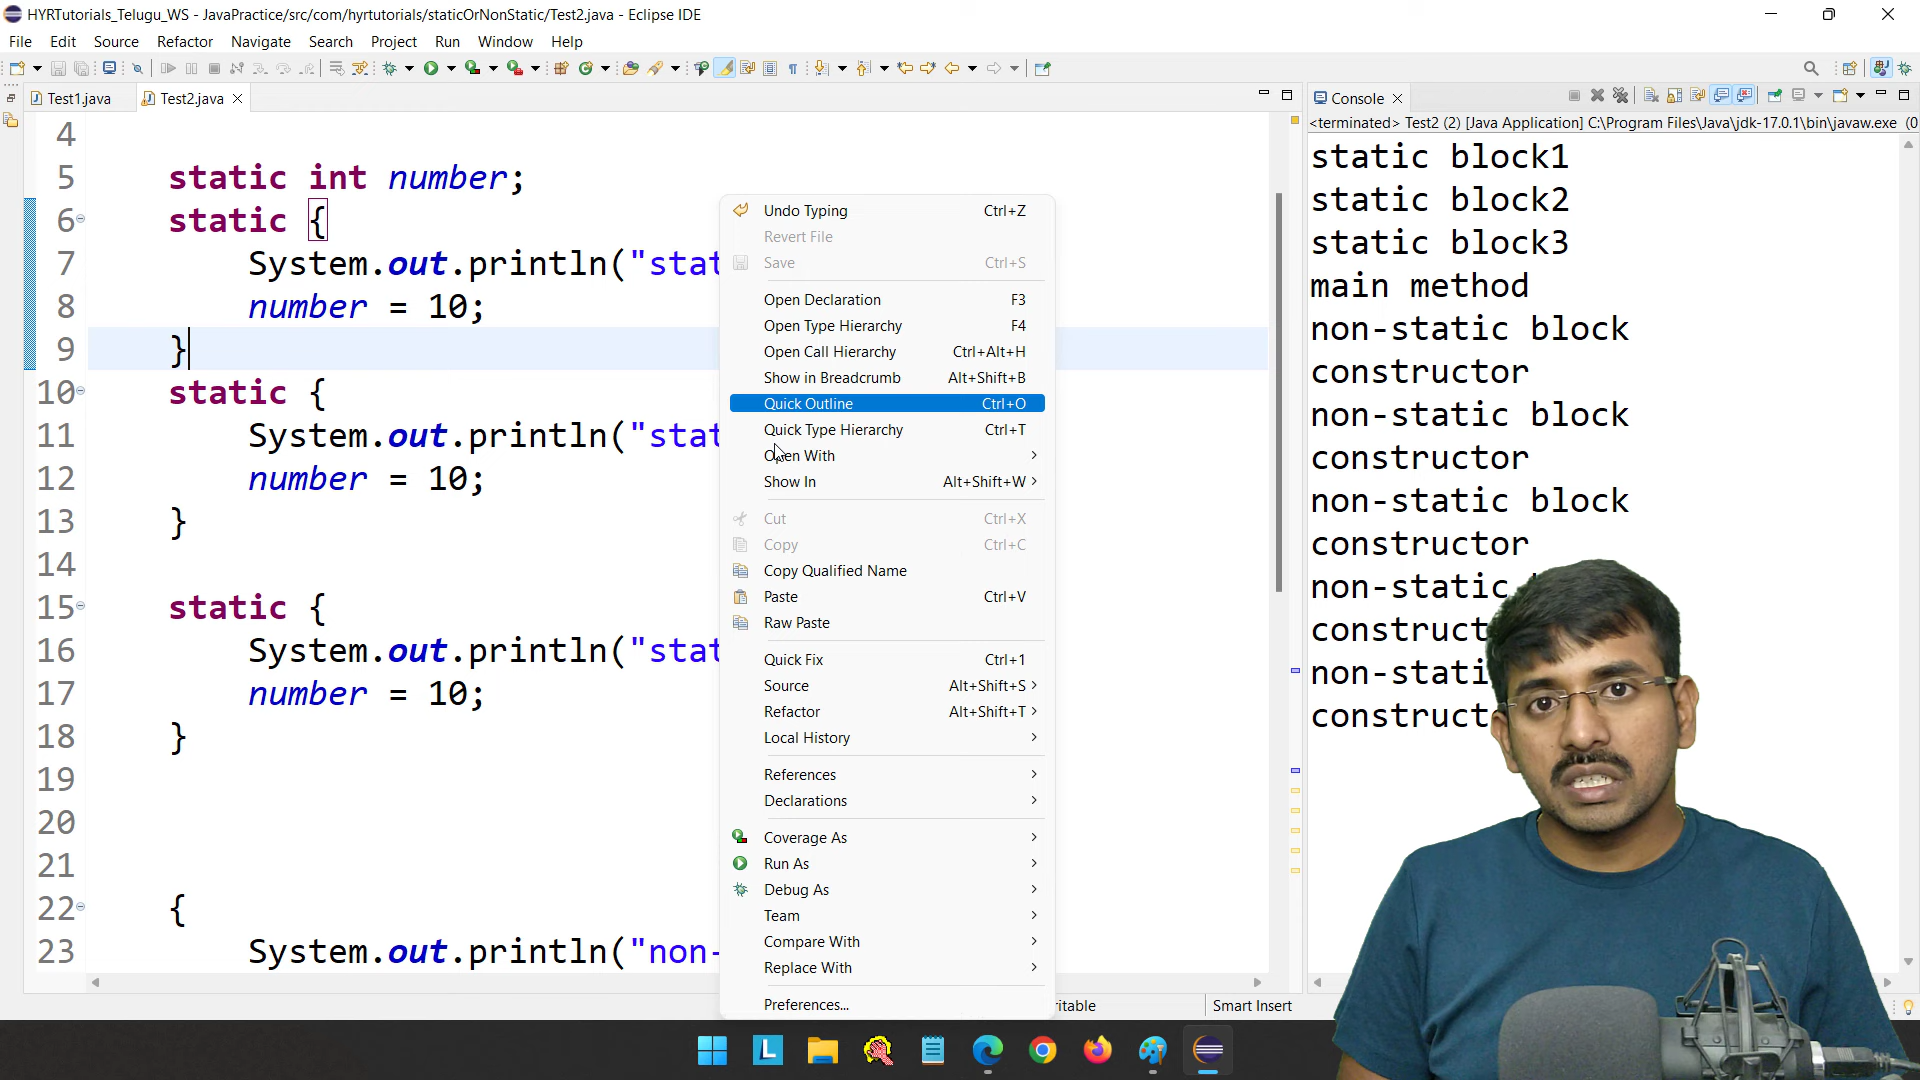 HYRTutorials_Telugu_WS - JavaPractice/src/com/hyrtutorials/staticOrNonStatic/Test2.java - Eclipse IDE
File Edit Source Refactor Navigate Search Project Run Window Help
Test1.java Test2.java
4
5 static int number;
6 static {
7 System.out.println("stat
8 number = 10;
9 }
10 static {
11 System.out.println("stat
12 number = 10;
13 }
14
15 static {
16 System.out.println("stat
17 number = 10;
18 }
19
20
21
22 {
23 System.out.println("non-
Undo Typing Ctrl+Z
Revert File
Save Ctrl+S
Open Declaration F3
Open Type Hierarchy F4
Open Call Hierarchy Ctrl+Alt+H
Show in Breadcrumb Alt+Shift+B
Quick Outline Ctrl+O
Quick Type Hierarchy Ctrl+T
Open With
Show In Alt+Shift+W
Cut Ctrl+X
Copy Ctrl+C
Copy Qualified Name
Paste Ctrl+V
Raw Paste
Quick Fix Ctrl+1
Source Alt+Shift+S
Refactor Alt+Shift+T
Local History
References
Declarations
Coverage As
Run As
Debug As
Team
Compare With
Replace With
Preferences...
Console
<terminated> Test2 (2) [Java Application] C:\Program Files\Java\jdk-17.0.1\bin\javaw.exe (0
static block1
static block2
static block3
main method
non-static block
constructor
non-static block
constructor
non-static block
constructor
non-static
construct
non-stati
construct
itable Smart Insert
L